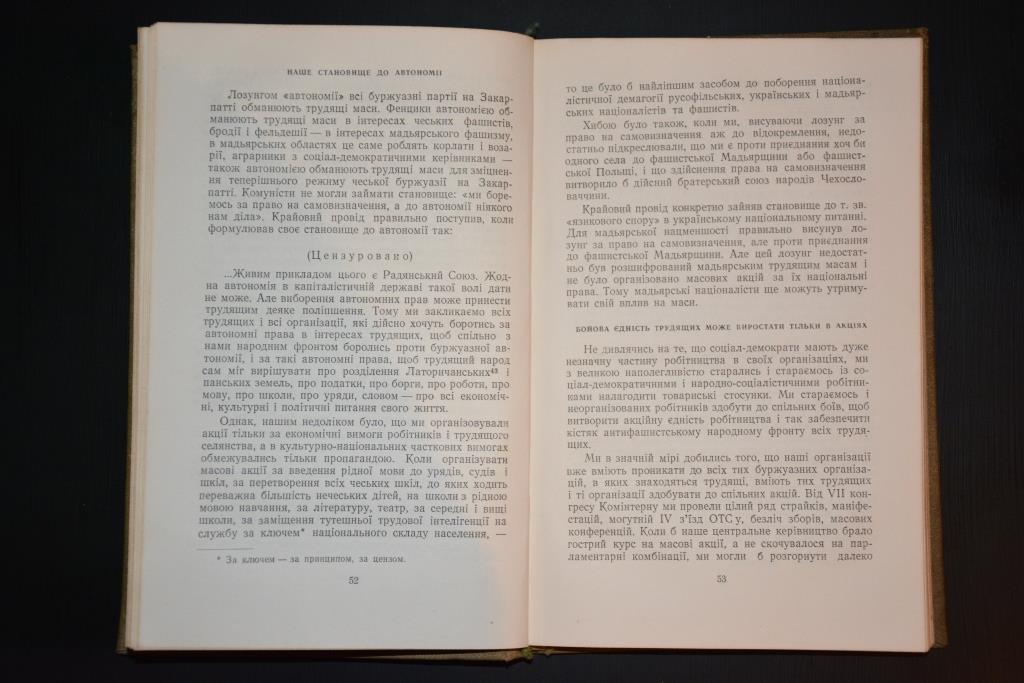 НАШЕ СТАНОВИЩЕ ДО АВТОНОМІЇ
Лозунгом «автономії» всі буржуазні партії на Закар-
патті обманюють трудящі маси. Фенцики автономією об-
манюють трудящі маси в інтересах чеських фашистів,
бродії і фельдешії — в інтересах мадьярського фашизму,
в мадьярських областях це саме роблять корлати і возa-
рії, аграрники з соціал-демократичними керівниками —
також автономією обманюють трудящі маси для зміцнен-
ня теперішнього режиму чеської буржуазії на Закар-
патті. Комуністи не могли займати становище: «ми боре-
мось за право на самовизначення, а до автономії ніякого
нам діла». Крайовий провід правильно поступив, коли
формулював своє становище до автономії так:
(Цензуровано)
...Живим прикладом цього є Радянський Союз. Жод-
на автономія в капіталістичній державі такої волі дати
не може. Але виборення автономних прав може принести
трудящим деяке поліпшення. Тому ми закликаємо всіх
трудящих і всі організації, які дійсно хочуть боротись за
автономні права в інтересах трудящих, щоб спільно з
нами народним фронтом боролись проти буржуазної ав-
тономії, і за такі автономні права, щоб трудящий народ
сам міг вирішувати про розділення Латоричанських⁴³ і
панських земель, про податки, про борги, про роботи, про
мову, про школи, про уряди, словом — про всі економіч-
ні, культурні і політичні питання свого життя.
Однак, нашим недоліком було, що ми організовували
акції тільки за економічні вимоги робітників і трудящого
селянства, а в культурно-національних часткових вимогах
обмежувались тільки пропагандою. Коли організувати
масові акції за введення рідної мови до урядів, судів і
шкіл, за перетворення всіх чеських шкіл, до яких ходить
переважна більшість нечеських дітей, на школи з рідною
мовою навчання, за літературу, театр, за середні і вищі
школи, за заміщення тутешньої трудової інтелігенції на
службу за ключем* національного складу населення, —
* За ключем — за принципом, за цензом.
52
то це було б найліпшим засобом до поборення націона-
лістичної демагогії русофільських, українських і мадьяр-
ських націоналістів та фашистів.
Хибою було також, коли ми, висуваючи лозунг за
право на самовизначення аж до відокремлення, недо-
статньо підкреслювали, що ми є проти приєднання хоч би
одного села до фашистської Мадьярщини або фашист-
ської Польщі, і що здійснення права на самовизначення
витворило б дійсний братерський союз народів Чехосло-
ваччини.
Крайовий провід конкретно зайняв становище до т. зв.
«язикового спору» в українському національному питанні.
Для мадьярської нацменшості правильно висунув ло-
зунг за право на самовизначення, але проти приєднання
до фашистської Мадьярщини. Але цей лозунг недостат-
ньо був розшифрований мадьярським трудящим масам і
не було організовано масових акцій за їх національні
права. Тому мадьярські націоналісти ще можуть утриму-
вати свій вплив на маси.
БОЙОВА ЄДНІСТЬ ТРУДЯЩИХ МОЖЕ ВИРОСТАТИ ТІЛЬКИ В АКЦІЯХ
Не дивлячись на те, що соціал-демократи мають дуже
незначну частину робітництва в своїх організаціях, ми
з великою наполегливістю старались і стараємось із со-
ціал-демократичними і народно-соціалістичними робітни-
ками налагодити товариські стосунки. Ми стараємось і
неорганізованих робітників здобути до спільних боїв, щоб
витворити акційну єдність робітництва і так забезпечити
кістяк антифашистському народному фронту всіх трудя-
щих.
Ми в значній мірі добились того, що наші організації
вже вміють проникати до всіх тих буржуазних організа-
цій, в яких знаходяться трудящі, вміють тих трудящих
і ті організації здобувати до спільних акцій. Від VII кон-
гресу Комінтерну ми провели цілий ряд страйків, маніфе-
стацій, могутній IV з’їзд ОТС у, безліч зборів, масових
конференцій. Коли б наше центральне керівництво брало
гострий курс на масові акції, а не скочувалося на пар-
ламентарні комбінації, ми могли б розгорнути далеко
53